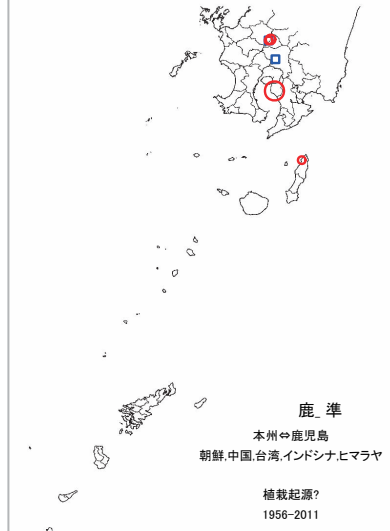 鹿_ 準
本州⇔鹿児島
朝鮮,中国,台湾,インドシナ,ヒマラヤ
植栽起源?
1956-2011